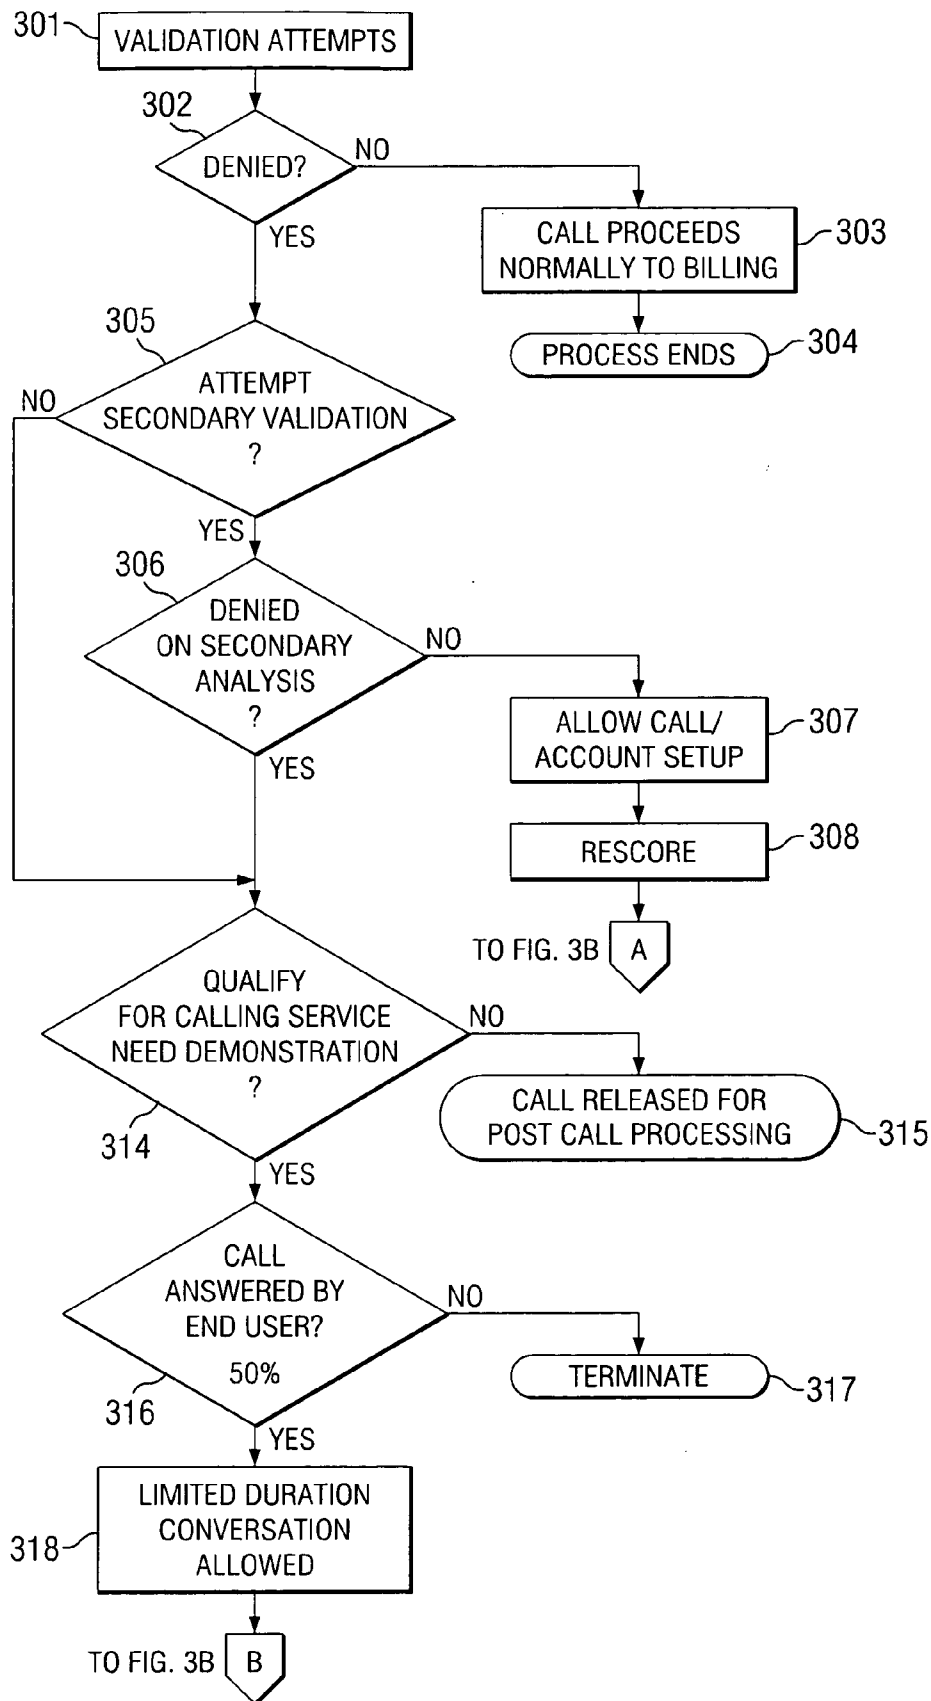 301
VALIDATION ATTEMPTS
302
DENIED?
NO
YES
CALL PROCEEDS
NORMALLY TO BILLING
303
PROCESS ENDS
304
305
ATTEMPT
SECONDARY VALIDATION
?
NO
YES
306
DENIED
ON SECONDARY
ANALYSIS
?
NO
YES
ALLOW CALL/
ACCOUNT SETUP
307
RESCORE
308
TO FIG. 3B
A
QUALIFY
FOR CALLING SERVICE
NEED DEMONSTRATION
?
NO
314
YES
CALL RELEASED FOR
POST CALL PROCESSING
315
CALL
ANSWERED BY
END USER?
50%
NO
316
YES
TERMINATE
317
LIMITED DURATION
CONVERSATION
ALLOWED
318
TO FIG. 3B
B